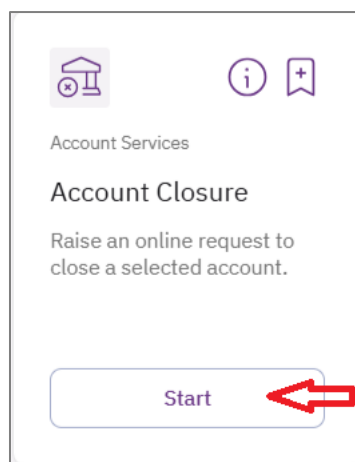 Account Services
Account Closure
Raise an online request to
close a selected account.
Start